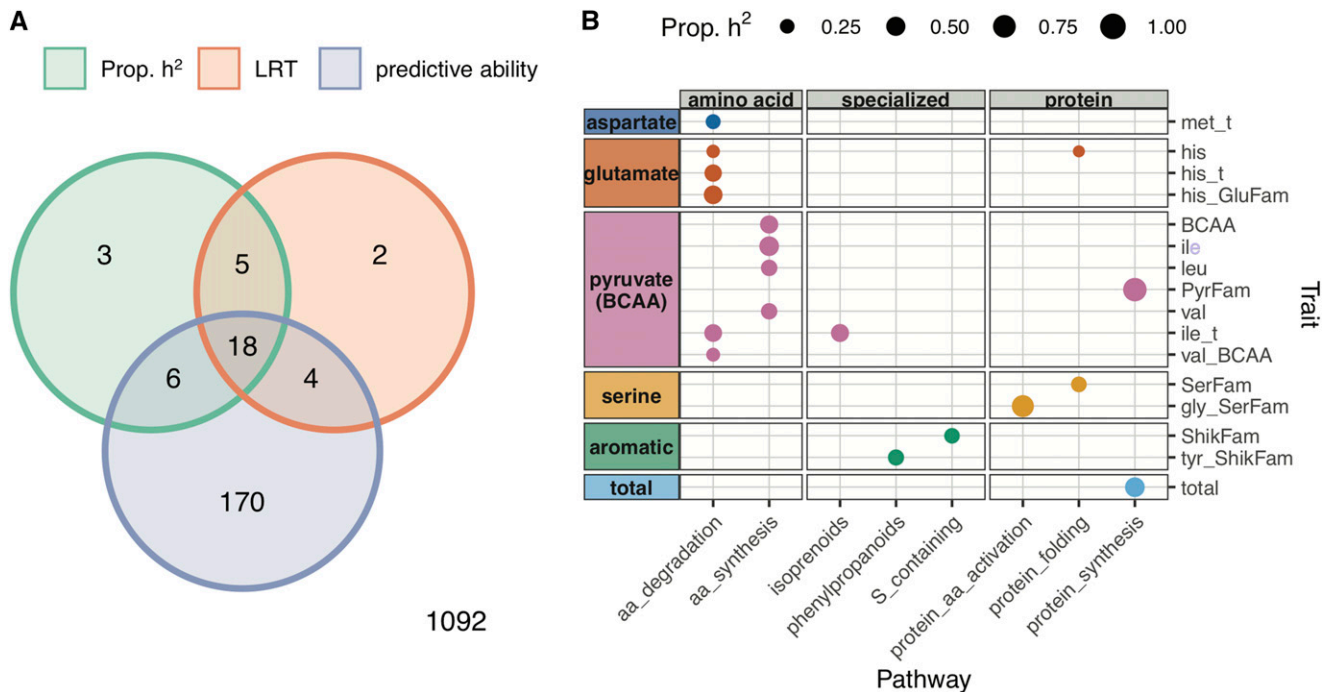 A
Prop. h² LRT predictive ability
3 5 2
18
6 4
170
1092
B
Prop. h² 0.25 0.50 0.75 1.00
amino acid specialized protein
aspartate met_t
glutamate
his
his_t
his_GluFam
pyruvate
(BCAA)
BCAA
ile
leu
PyrFam
val
ile_t
val_BCAA
serine
SerFam
gly_SerFam
aromatic
ShikFam
tyr_ShikFam
total total
Trait
aa_degradation
aa_synthesis
isoprenoids
phenylpropanoids
S_containing
protein_aa_activation
protein_folding
protein_synthesis
Pathway